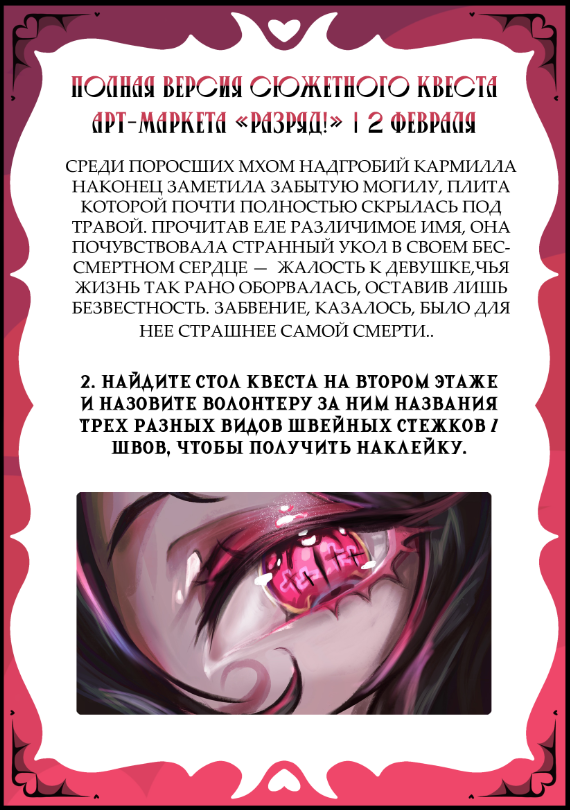 ПОЛНАЯ ВЕРСИЯ СЮЖЕТНОГО КВЕСТА
АРТ-МАРКЕТА «РАЗРЯД!» | 2 ФЕВРАЛЯ
СРЕДИ ПОРОСШИХ МХОМ НАДГРОБИЙ КАРМИЛЛА
НАКОНЕЦ ЗАМЕТИЛА ЗАБЫТУЮ МОГИЛУ, ПЛИТА
КОТОРОЙ ПОЧТИ ПОЛНОСТЬЮ СКРЫЛАСЬ ПОД
ТРАВОЙ. ПРОЧИТАВ ЕЛЕ РАЗЛИЧИМОЕ ИМЯ, ОНА
ПОЧУВСТВОВАЛА СТРАННЫЙ УКОЛ В СВОЕМ БЕС-
СМЕРТНОМ СЕРДЦЕ — ЖАЛОСТЬ К ДЕВУШКЕ,ЧЬЯ
ЖИЗНЬ ТАК РАНО ОБОРВАЛАСЬ, ОСТАВИВ ЛИШЬ
БЕЗВЕСТНОСТЬ. ЗАБВЕНИЕ, КАЗАЛОСЬ, БЫЛО ДЛЯ
НЕЕ СТРАШНЕЕ САМОЙ СМЕРТИ..
2. НАЙДИТЕ СТОЛ КВЕСТА НА ВТОРОМ ЭТАЖЕ
И НАЗОВИТЕ ВОЛОНТЕРУ ЗА НИМ НАЗВАНИЯ
ТРЕХ РАЗНЫХ ВИДОВ ШВЕЙНЫХ СТЕЖКОВ /
ШВОВ, ЧТОБЫ ПОЛУЧИТЬ НАКЛЕЙКУ.